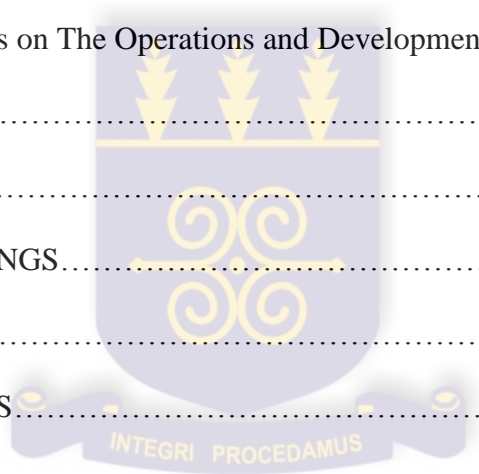 s on The Operations and Developmen
................................................
................................................
NGS................................................
................................................
S................................................
INTEGRI PROCEDAMUS